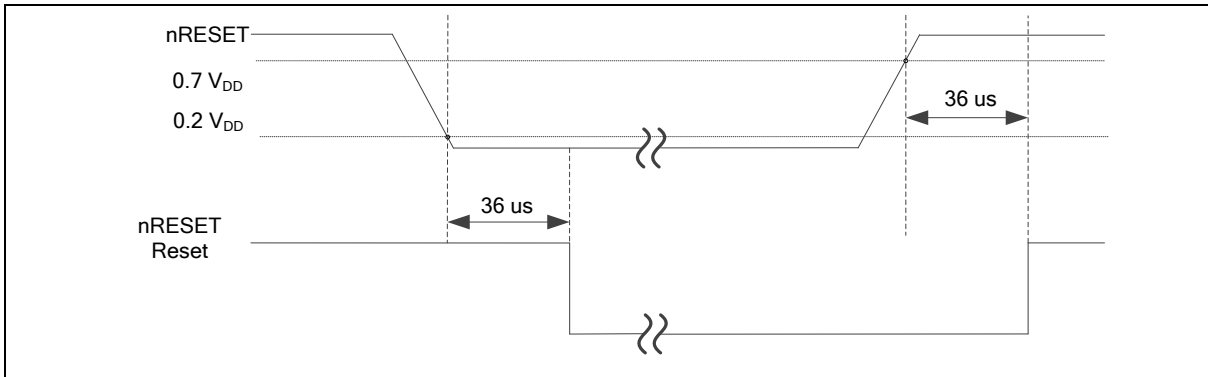 nRESET
0.7 VDD
36 us
0.2 VDD
36 us
nRESET
Reset